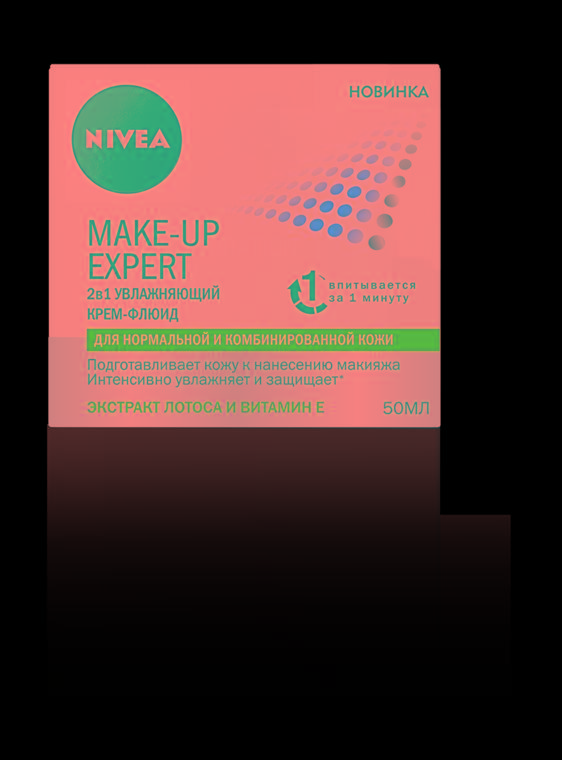 НОВИНКА
NIVEA
MAKE-UP
EXPERT
2в1 УВЛАЖНЯЮЩИЙ
КРЕМ-ФЛЮИД
1 впитывается
за 1 минуту
ДЛЯ НОРМАЛЬНОЙ И КОМБИНИРОВАННОЙ КОЖИ
Подготавливает кожу к нанесению макияжа
Интенсивно увлажняет и защищает*
ЭКСТРАКТ ЛОТОСА И ВИТАМИН Е 50МЛ